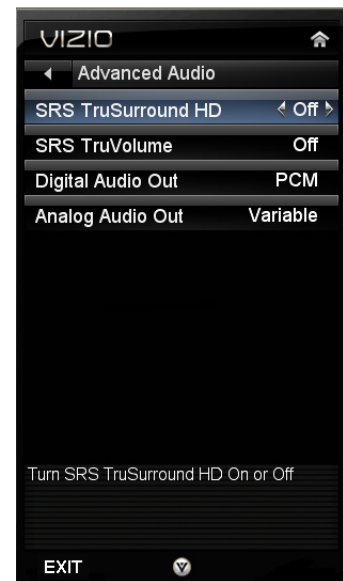 VIZIO
Advanced Audio
SRS TruSurround HD Off
SRS TruVolume Off
Digital Audio Out PCM
Analog Audio Out Variable
Turn SRS TruSurround HD On or Off
EXIT